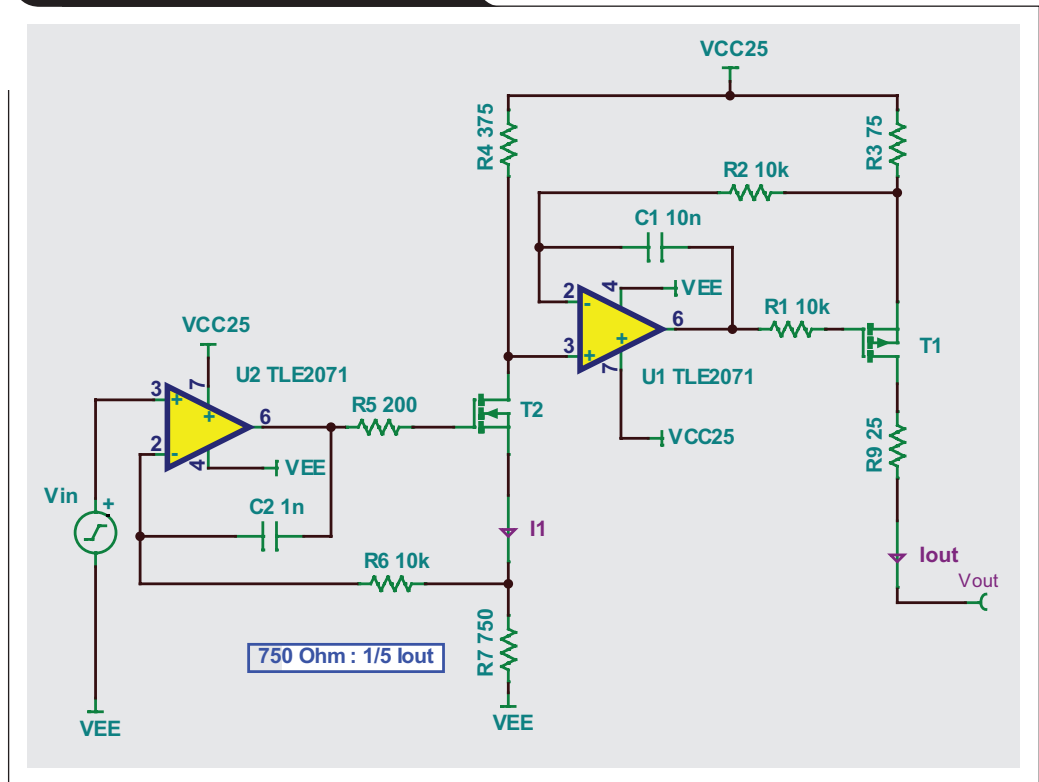 VCC25
R4 375
R3 75
R2 10k
C1 10n
2
4
VEE
6
R1 10k
3
7
U1 TLE2071
T1
VCC25
VCC25
U2 TLE2071
3
7
6
R5 200
T2
2
4
VEE
R9 25
Vin
C2 1n
I1
Iout
R6 10k
Vout
R7 750
750 Ohm : 1/5 Iout
VEE
VEE